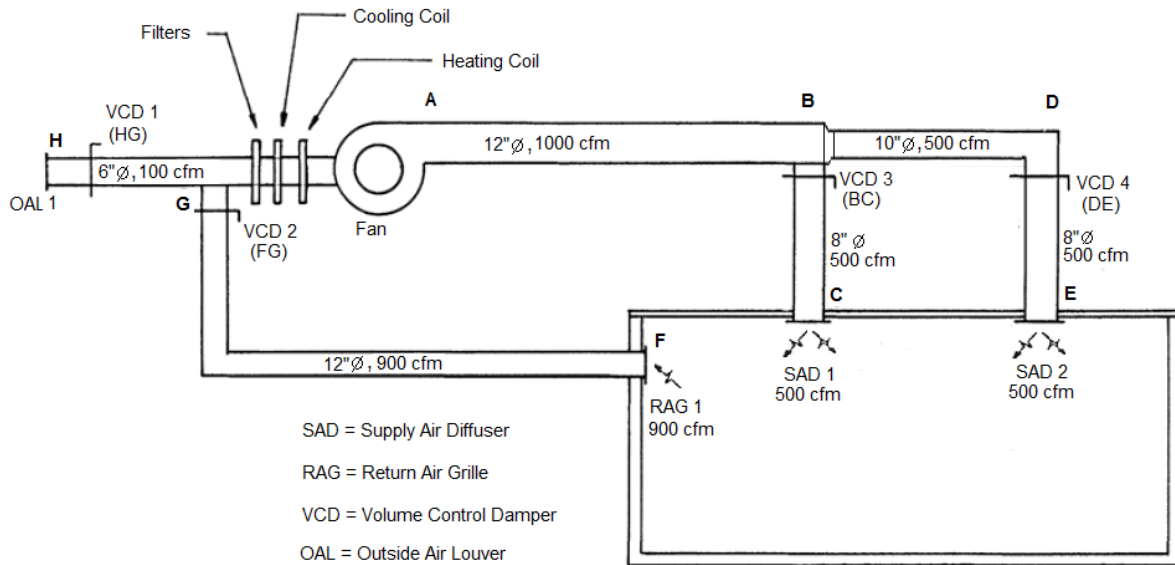 Cooling Coil
Filters
Heating Coil
VCD 1
(HG)
A
B
D
H
12"Ø, 1000 cfm
10"Ø, 500 cfm
6"Ø, 100 cfm
OAL 1
G
VCD 2
(FG)
Fan
VCD 3
(BC)
VCD 4
(DE)
8" Ø
500 cfm
8"Ø
500 cfm
C
E
F
12"Ø, 900 cfm
RAG 1
900 cfm
SAD 1
500 cfm
SAD 2
500 cfm
SAD = Supply Air Diffuser
RAG = Return Air Grille
VCD = Volume Control Damper
OAL = Outside Air Louver